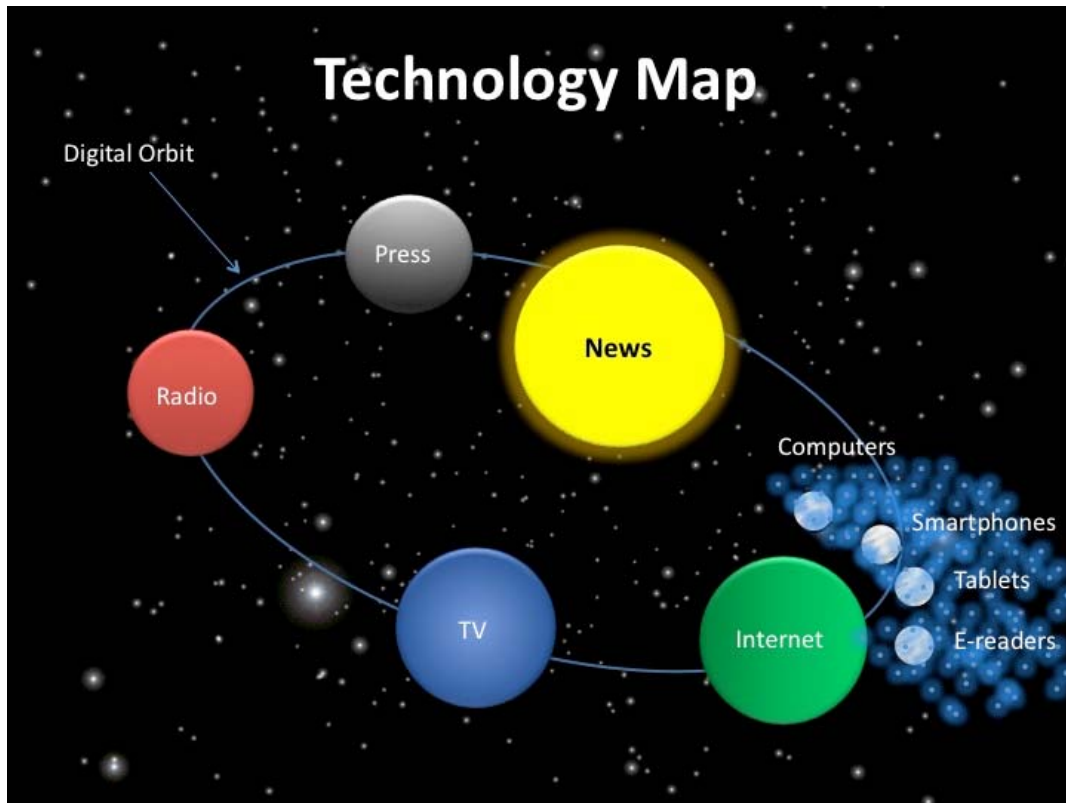 Technology Map
Digital Orbit
Press
News
Radio
Computers
Smartphones
Tablets
TV
Internet
E-readers